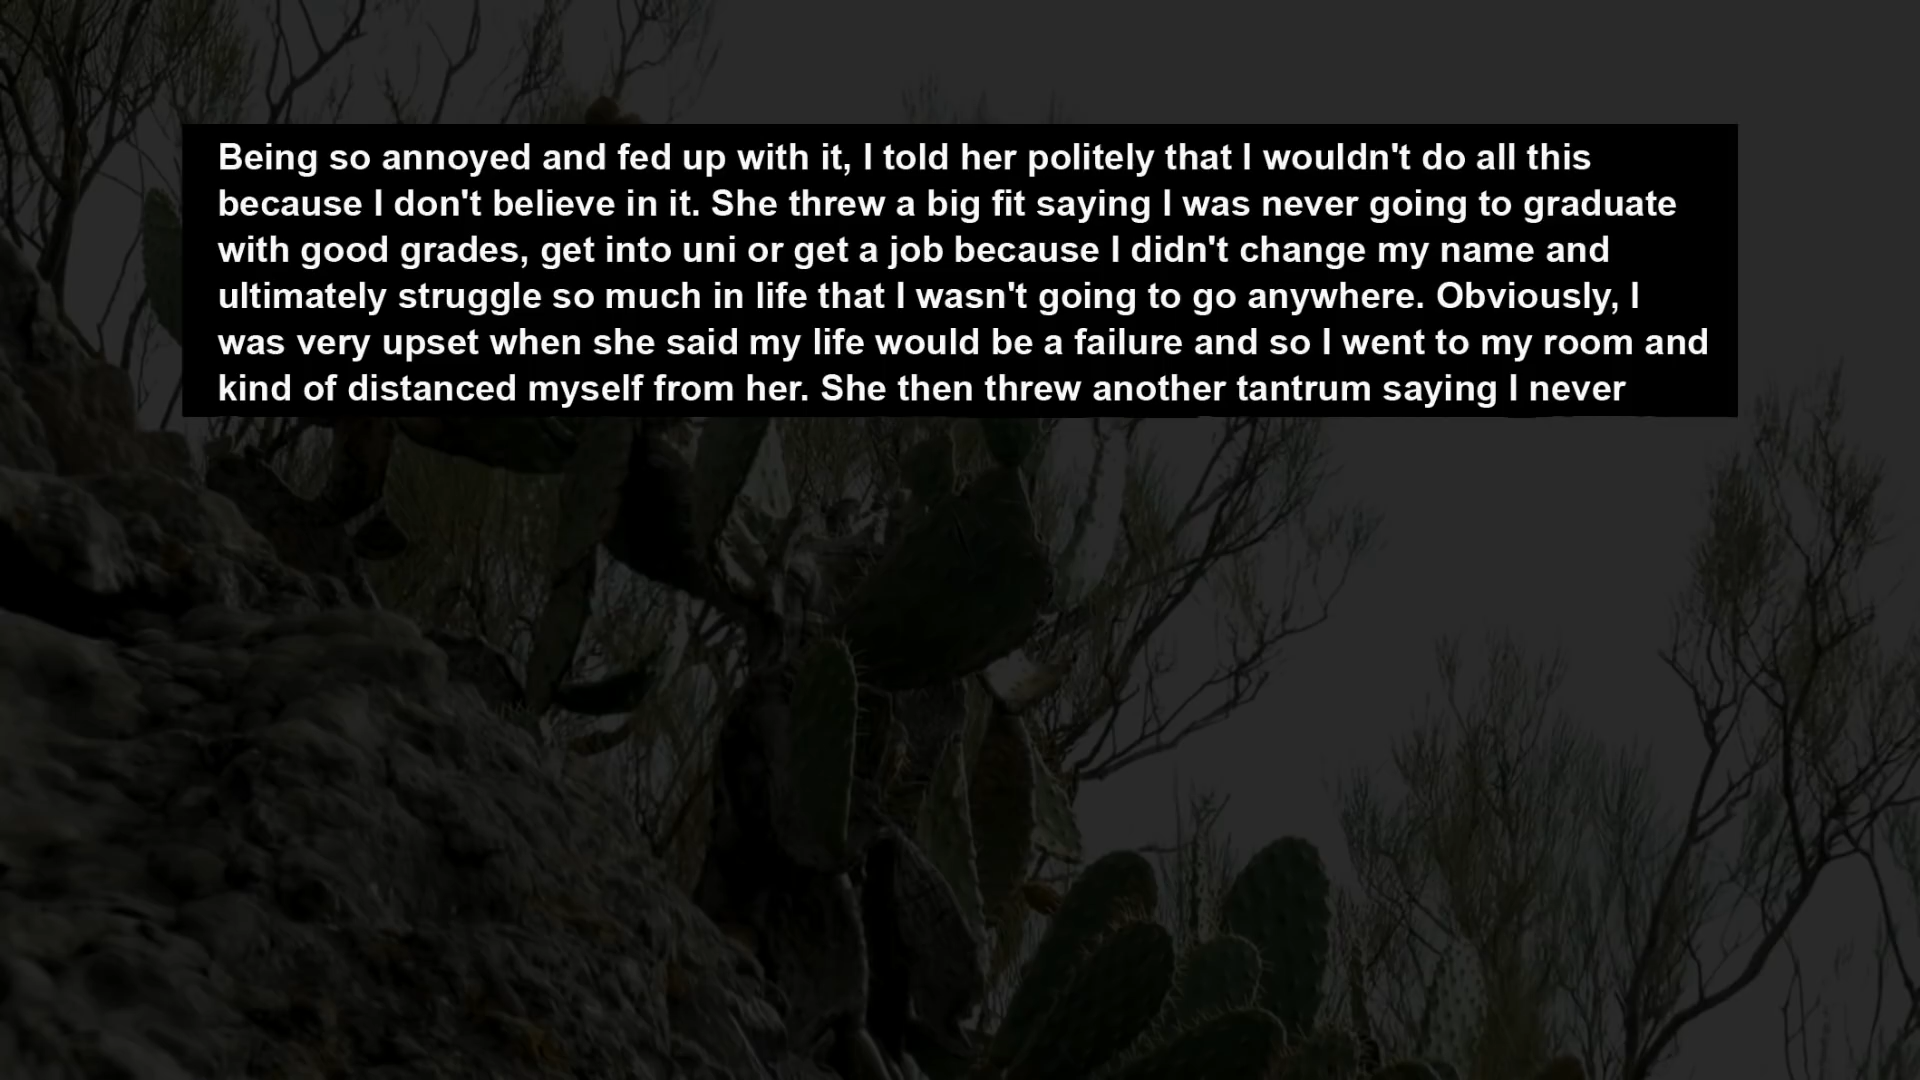 Being so annoyed and fed up with it, I told her politely that I wouldn't do all this
because I don't believe in it. She threw a big fit saying I was never going to graduate
with good grades, get into uni or get a job because I didn't change my name and
ultimately struggle so much in life that I wasn't going to go anywhere. Obviously, I
was very upset when she said my life would be a failure and so I went to my room and
kind of distanced myself from her. She then threw another tantrum saying I never